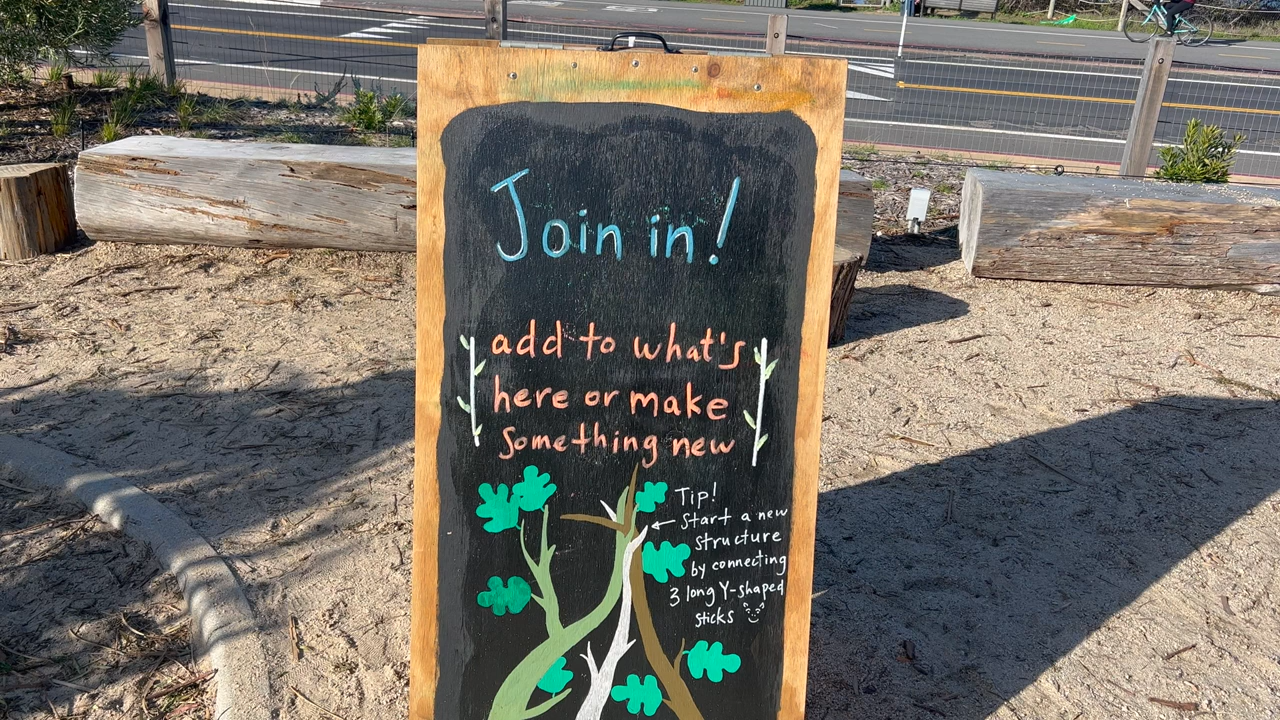 Join in!
add to what's
here or make
something new
Tip!
← Start a new
structure
by connecting
3 long Y-shaped
sticks